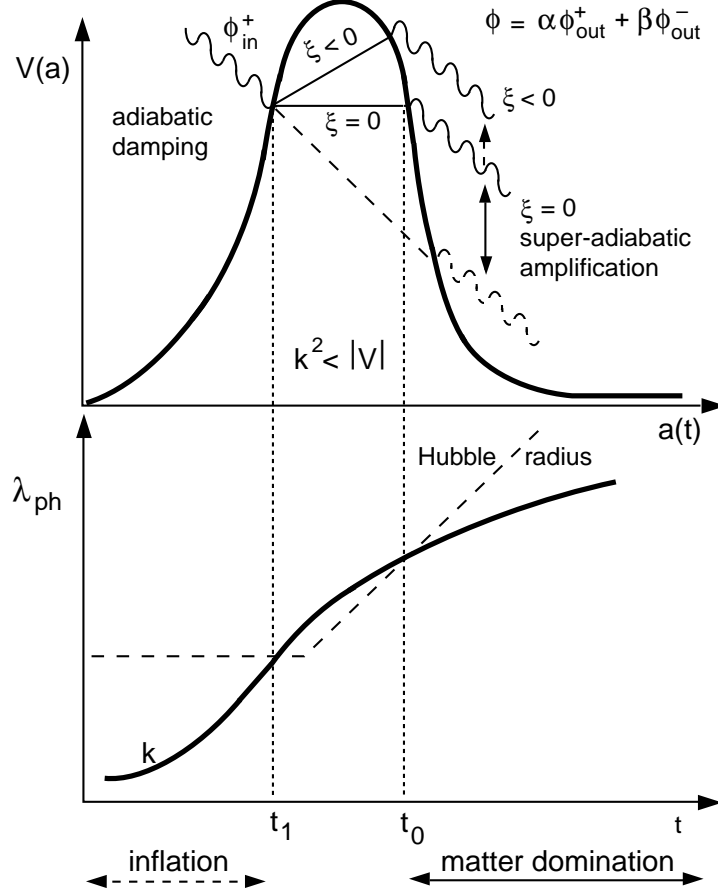 V(a)
ϕ⁺in
ξ < 0
ϕ = αϕ⁺out + βϕ⁻out
adiabatic
damping
ξ = 0
ξ < 0
ξ = 0
super-adiabatic
amplification
k² < |V|
a(t)
λph
Hubble radius
k
t₁
t₀
t
inflation
matter domination